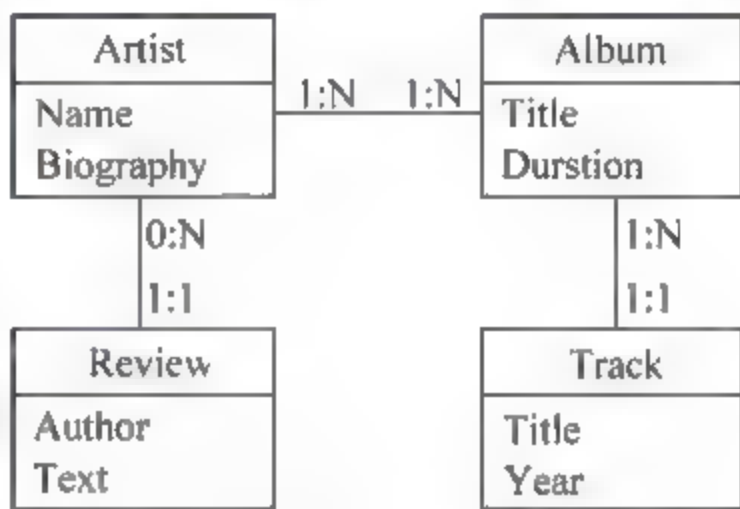 Artist
Name
Biography
1:N 1:N
Album
Title
Durstion
0:N
1:1
1:N
1:1
Review
Author
Text
Track
Title
Year